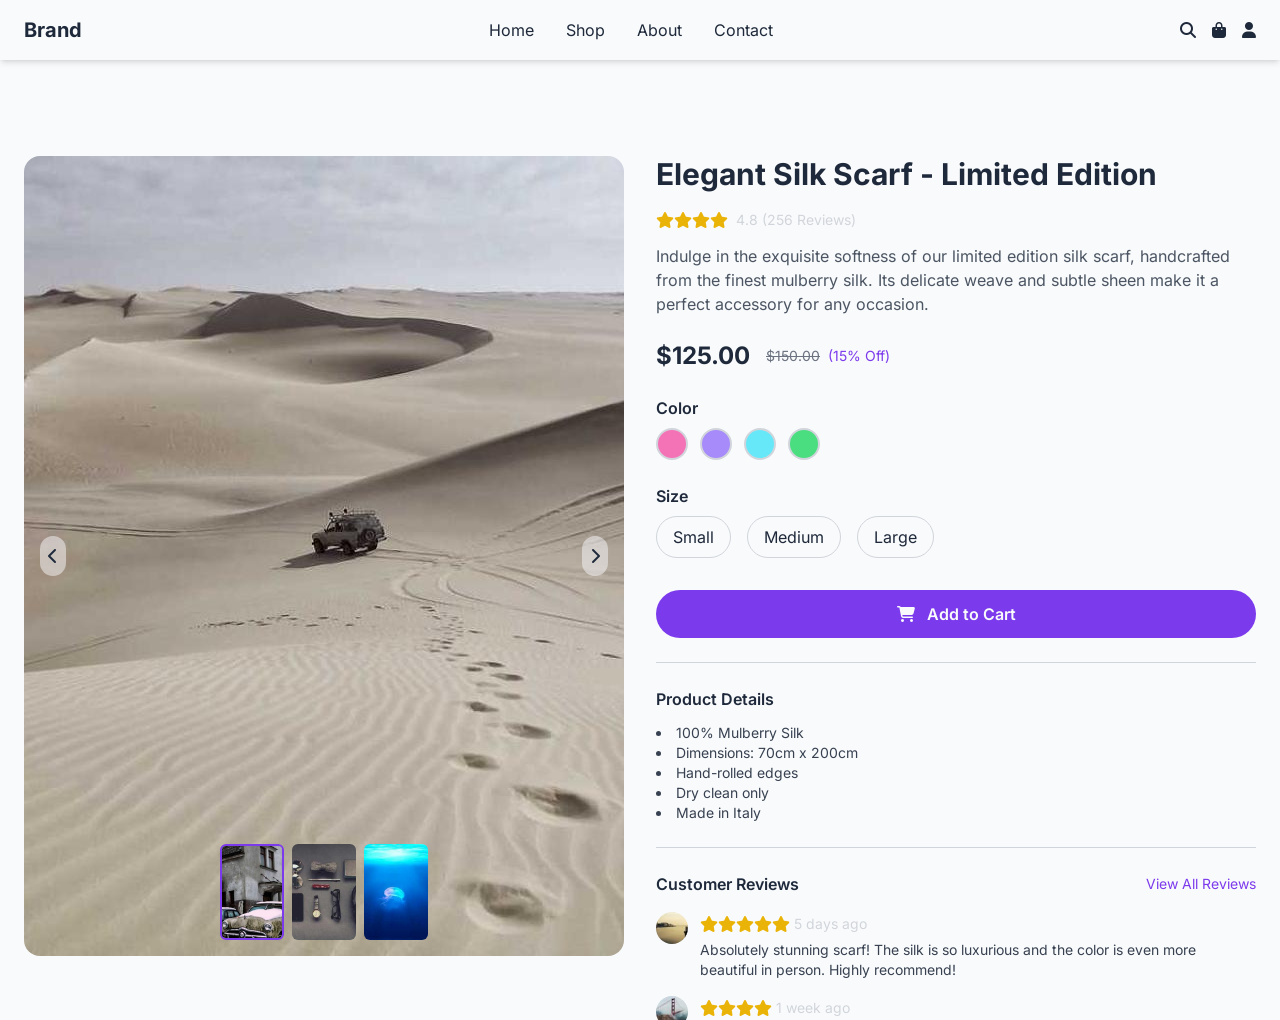 Brand
Home
Shop
About
Contact
Elegant Silk Scarf - Limited Edition
4.8 (256 Reviews)
Indulge in the exquisite softness of our limited edition silk scarf, handcrafted
from the finest mulberry silk. Its delicate weave and subtle sheen make it a
perfect accessory for any occasion.
$125.00 $150.00 (15% Off)
Color
Size
Small
Medium
Large
Add to Cart
Product Details
100% Mulberry Silk
Dimensions: 70cm x 200cm
Hand-rolled edges
Dry clean only
Made in Italy
Customer Reviews
View All Reviews
5 days ago
Absolutely stunning scarf! The silk is so luxurious and the color is even more
beautiful in person. Highly recommend!
1 week ago